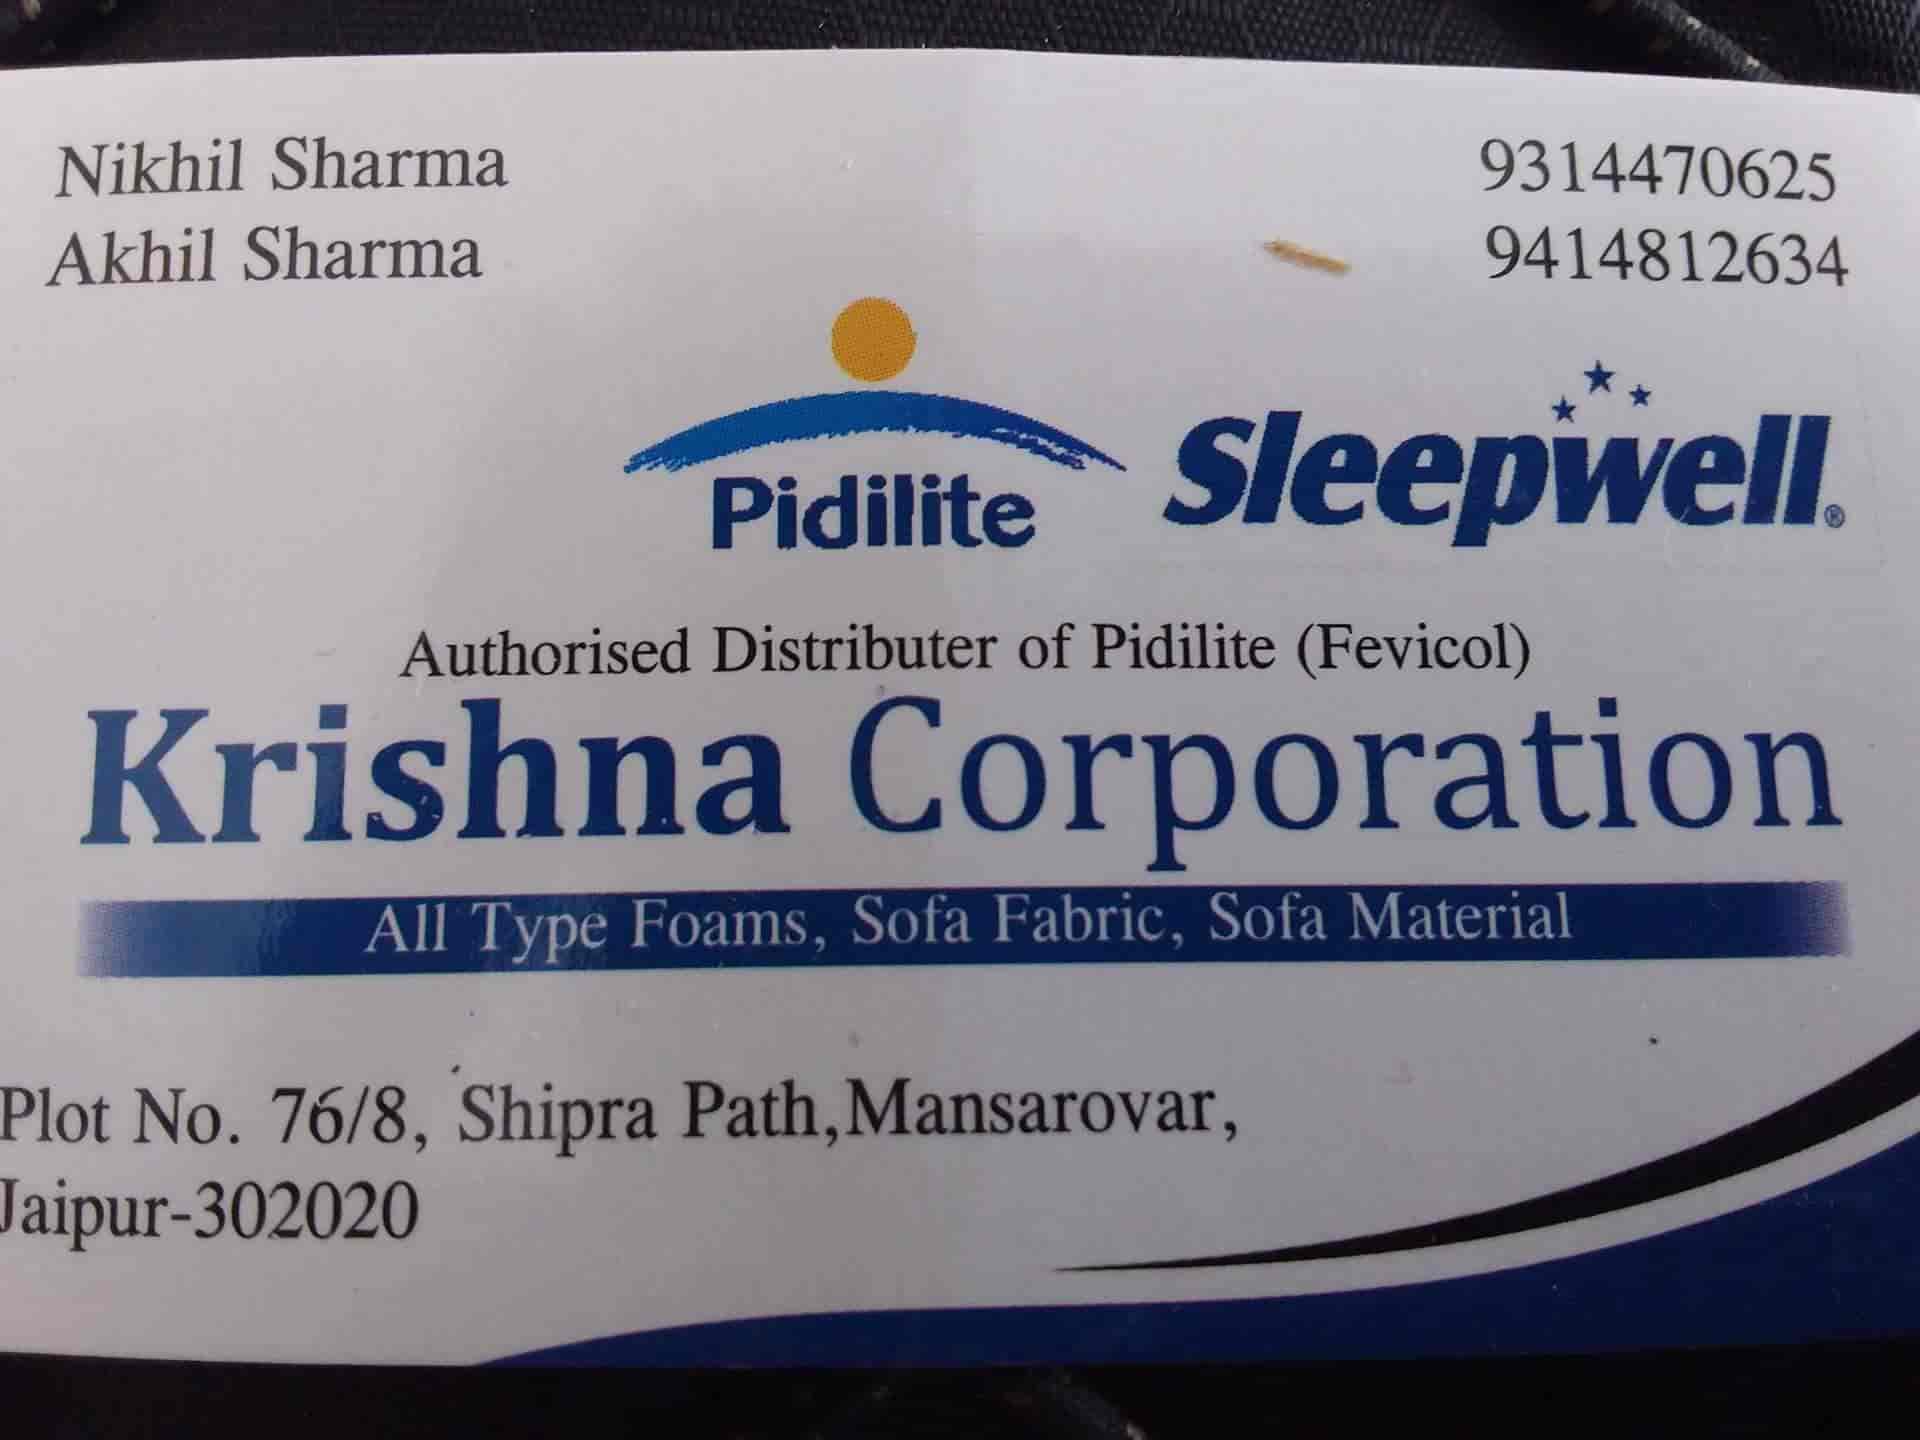 Nikhil Sharma 9314470625
Akhil Sharma 9414812634
Pidilite Sleepwell®
Authorised Distributer of Pidilite (Fevicol)
Krishna Corporation
All Type Foams, Sofa Fabric, Sofa Material
Plot No. 76/8, Shipra Path,Mansarovar,
Jaipur-302020